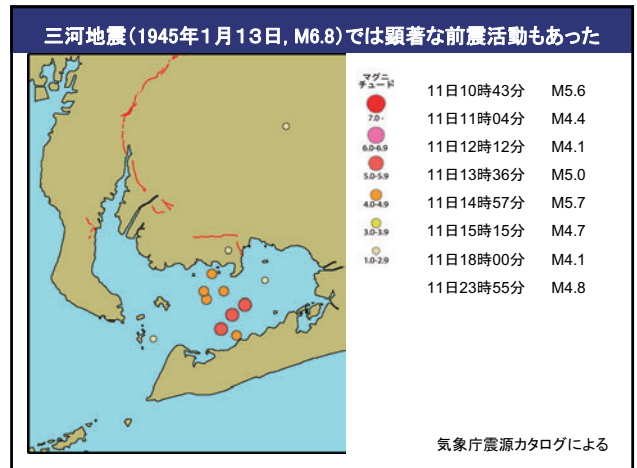 三河地震(1945年１月１３日, M6.8)では顕著な前震活動もあった
マグニ
チュード
7.0 -
6.0-6.9
5.0-5.9
4.0-4.9
3.0-3.9
1.0-2.9
11日10時43分 M5.6
11日11時04分 M4.4
11日12時12分 M4.1
11日13時36分 M5.0
11日14時57分 M5.7
11日15時15分 M4.7
11日18時00分 M4.1
11日23時55分 M4.8
気象庁震源カタログによる